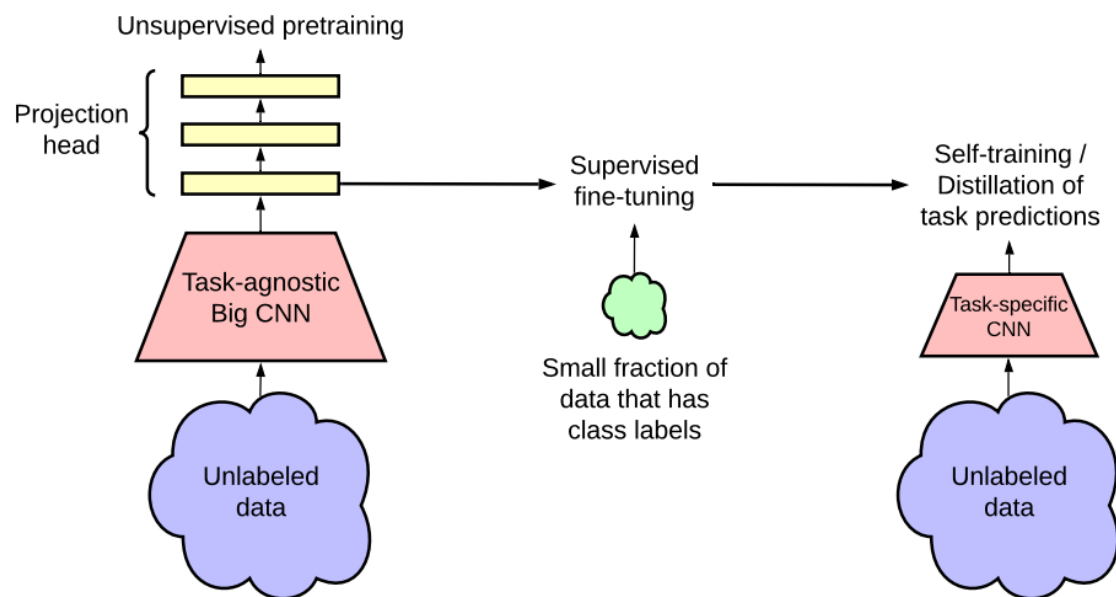 Unsupervised pretraining
Projection
head
Task-agnostic
Big CNN
Unlabeled
data
Supervised
fine-tuning
Small fraction of
data that has
class labels
Self-training /
Distillation of
task predictions
Task-specific
CNN
Unlabeled
data